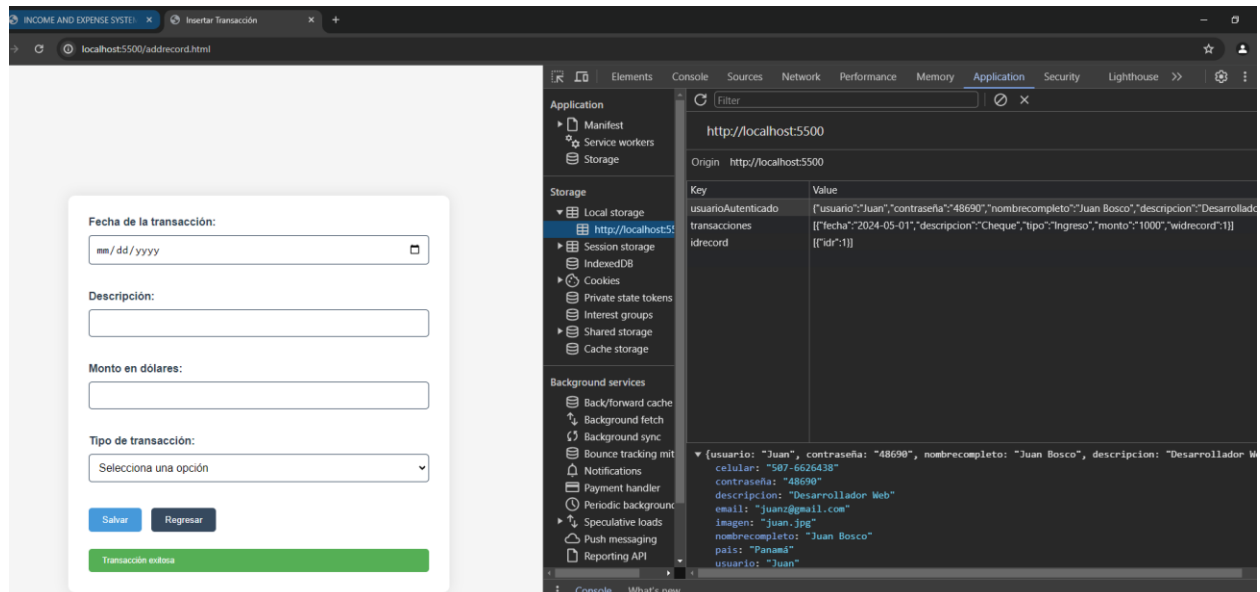 INCOME AND EXPENSE SYSTEM
Insertar Transacción
localhost:5500/addrecord.html
Fecha de la transacción:
mm/dd/yyyy
Descripción:
Monto en dólares:
Tipo de transacción:
Selecciona una opción
Salvar Regresar
Transacción exitosa
Elements Console Sources Network Performance Memory Application Security Lighthouse
Application
Manifest
Service workers
Storage
Storage
Local storage
http://localhost:55
Session storage
IndexedDB
Cookies
Private state tokens
Interest groups
Shared storage
Cache storage
Background services
Back/forward cache
Background fetch
Background sync
Bounce tracking mit
Notifications
Payment handler
Periodic background
Speculative loads
Push messaging
Reporting API
Filter
http://localhost:5500
Origin http://localhost:5500
Key Value
usuarioAutenticado {"usuario":"Juan","contraseña":"48690","nombrecompleto":"Juan Bosco","descripcion":"Desarrollado
transacciones [{"fecha":"2024-05-01","descripcion":"Cheque","tipo":"Ingreso","monto":"1000","widrecord":1}]
idrecord [{"idr":1}]
{usuario: "Juan", contraseña: "48690", nombrecompleto: "Juan Bosco", descripcion: "Desarrollador W
celular: "507-6626438"
contraseña: "48690"
descripcion: "Desarrollador Web"
email: "juanz@gmail.com"
imagen: "juan.jpg"
nombrecompleto: "Juan Bosco"
pais: "Panamá"
usuario: "Juan"
Console What's new